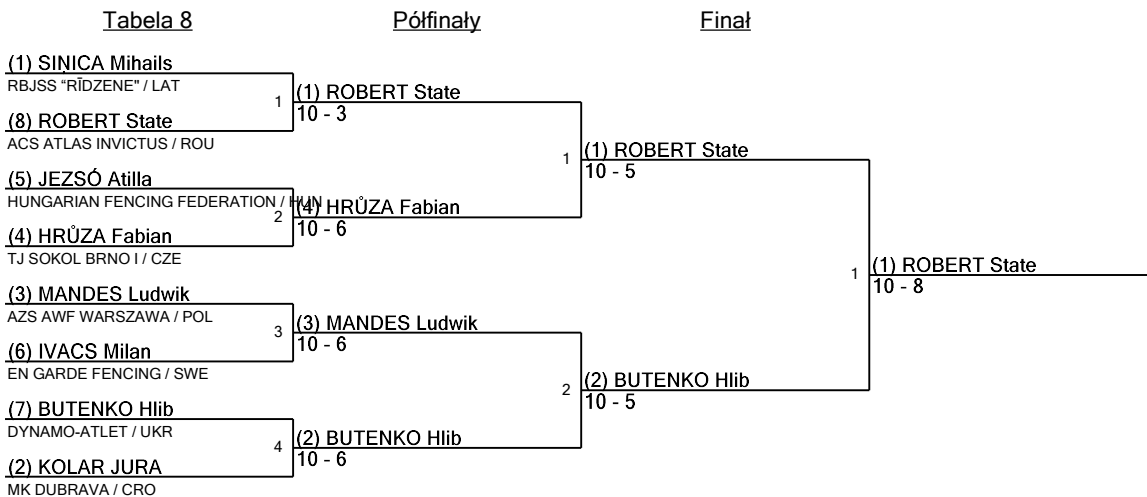 Tabela 8
Półfinały
Finał
(1) SIŅICA Mihails
RBJSS "RĪDZENE" / LAT
1
(1) ROBERT State
10 - 3
(8) ROBERT State
ACS ATLAS INVICTUS / ROU
1
(1) ROBERT State
10 - 5
(5) JEZSÓ Atilla
HUNGARIAN FENCING FEDERATION / HUN
2
(4) HRŮZA Fabian
10 - 6
(4) HRŮZA Fabian
TJ SOKOL BRNO I / CZE
1
(1) ROBERT State
10 - 8
(3) MANDES Ludwik
AZS AWF WARSZAWA / POL
3
(3) MANDES Ludwik
10 - 6
(6) IVACS Milan
EN GARDE FENCING / SWE
2
(2) BUTENKO Hlib
10 - 5
(7) BUTENKO Hlib
DYNAMO-ATLET / UKR
4
(2) BUTENKO Hlib
10 - 6
(2) KOLAR JURA
MK DUBRAVA / CRO